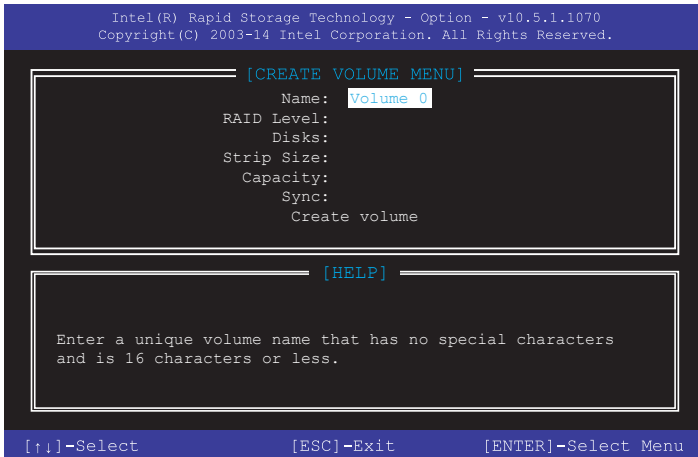 Intel(R) Rapid Storage Technology - Option - v10.5.1.1070
Copyright(C) 2003-14 Intel Corporation. All Rights Reserved.
[CREATE VOLUME MENU]
Name: Volume 0
RAID Level:
Disks:
Strip Size:
Capacity:
Sync:
Create volume
[HELP]
Enter a unique volume name that has no special characters
and is 16 characters or less.
[↑↓]-Select [ESC]-Exit [ENTER]-Select Menu